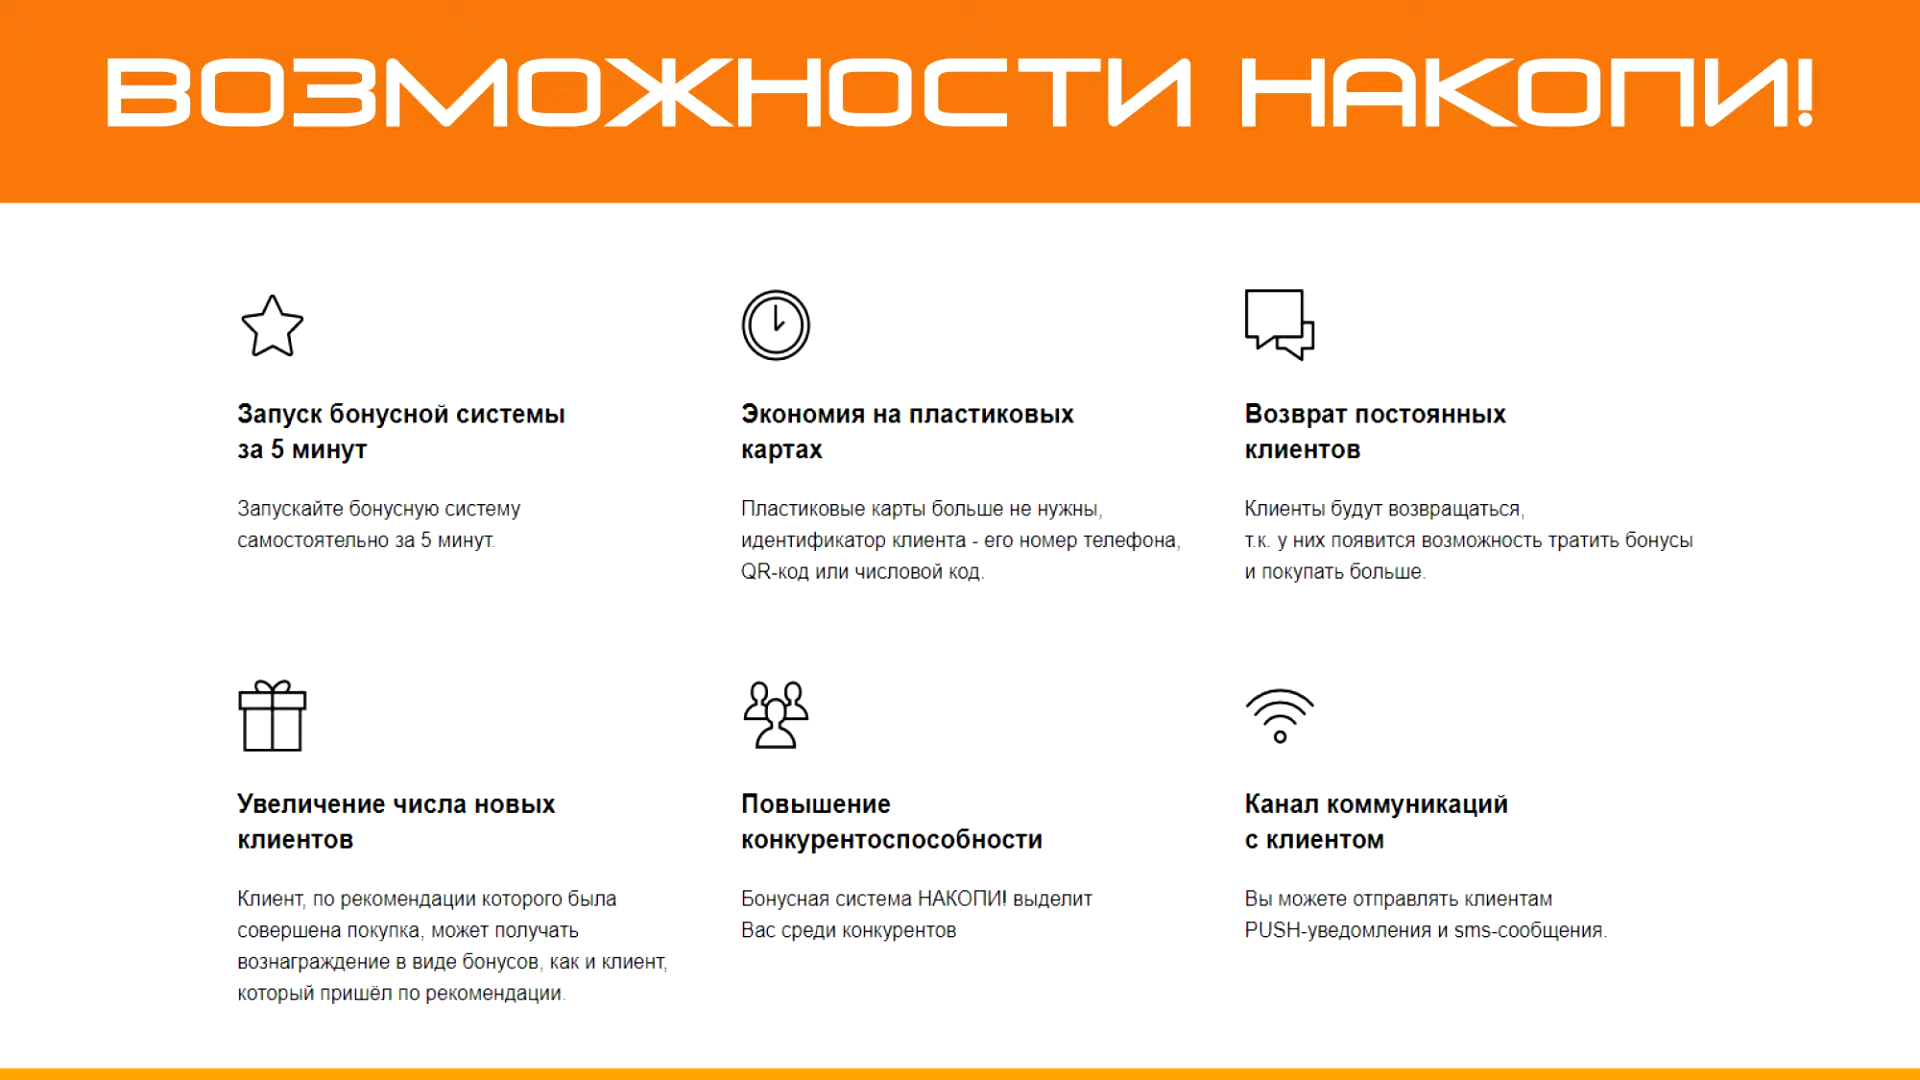 ВОЗМОЖНОСТИ НАКОПИ!
Запуск бонусной системы
за 5 минут
Запускайте бонусную систему
самостоятельно за 5 минут.
Экономия на пластиковых
картах
Пластиковые карты больше не нужны,
идентификатор клиента - его номер телефона,
QR-код или числовой код.
Возврат постоянных
клиентов
Клиенты будут возвращаться,
т.к. у них появится возможность тратить бонусы
и покупать больше.
Увеличение числа новых
клиентов
Клиент, по рекомендации которого была
совершена покупка, может получать
вознаграждение в виде бонусов, как и клиент,
который пришёл по рекомендации.
Повышение
конкурентоспособности
Бонусная система НАКОПИ! выделит
Вас среди конкурентов
Канал коммуникаций
с клиентом
Вы можете отправлять клиентам
PUSH-уведомления и sms-сообщения.